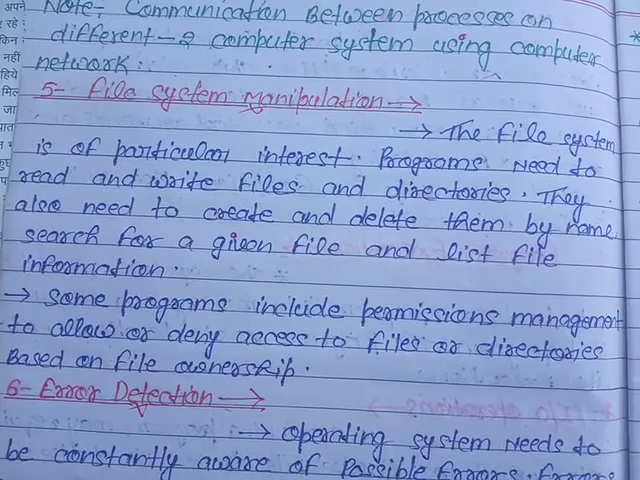 अपने
Note- Communication Between processes on
रहे
different-2 computer system using computer
किन
नहीं
network.
हिये
5- File system Manipulation →
मिल
जा
→ The file system
is of particular interest. Programs Need to
read and write files and directories. They
also need to create and delete them by name
search for a given file and list file
information.
→ some programs include permissions management
to allow or deny access to files or directories
Based on file ownership.
6- Error Detection →
→ operating system Needs to
be constantly aware of Possible Errors. Errors